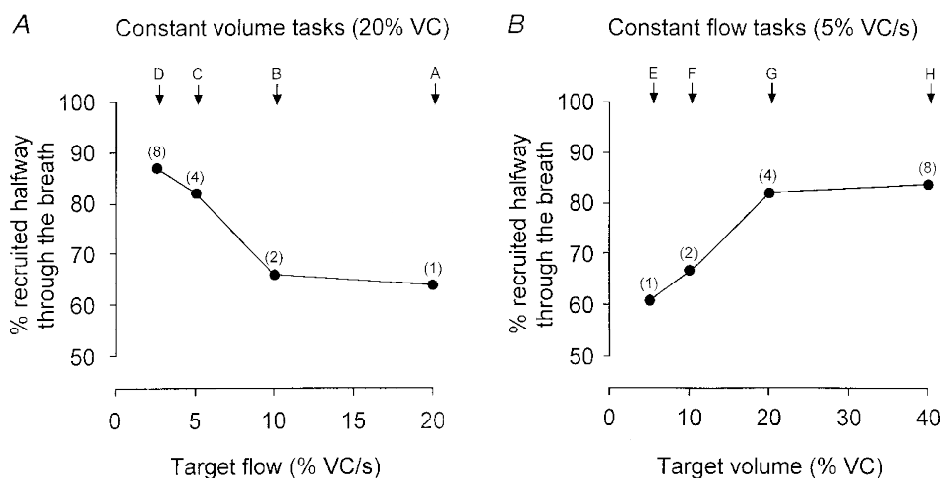 A Constant volume tasks (20% VC)
D C B A
100
90
80
70
60
50
% recruited halfway
through the breath
(8)
(4)
(2)
(1)
0 5 10 15 20
Target flow (% VC/s)
B Constant flow tasks (5% VC/s)
E F G H
100
90
80
70
60
50
% recruited halfway
through the breath
(1)
(2)
(4)
(8)
0 10 20 30 40
Target volume (% VC)